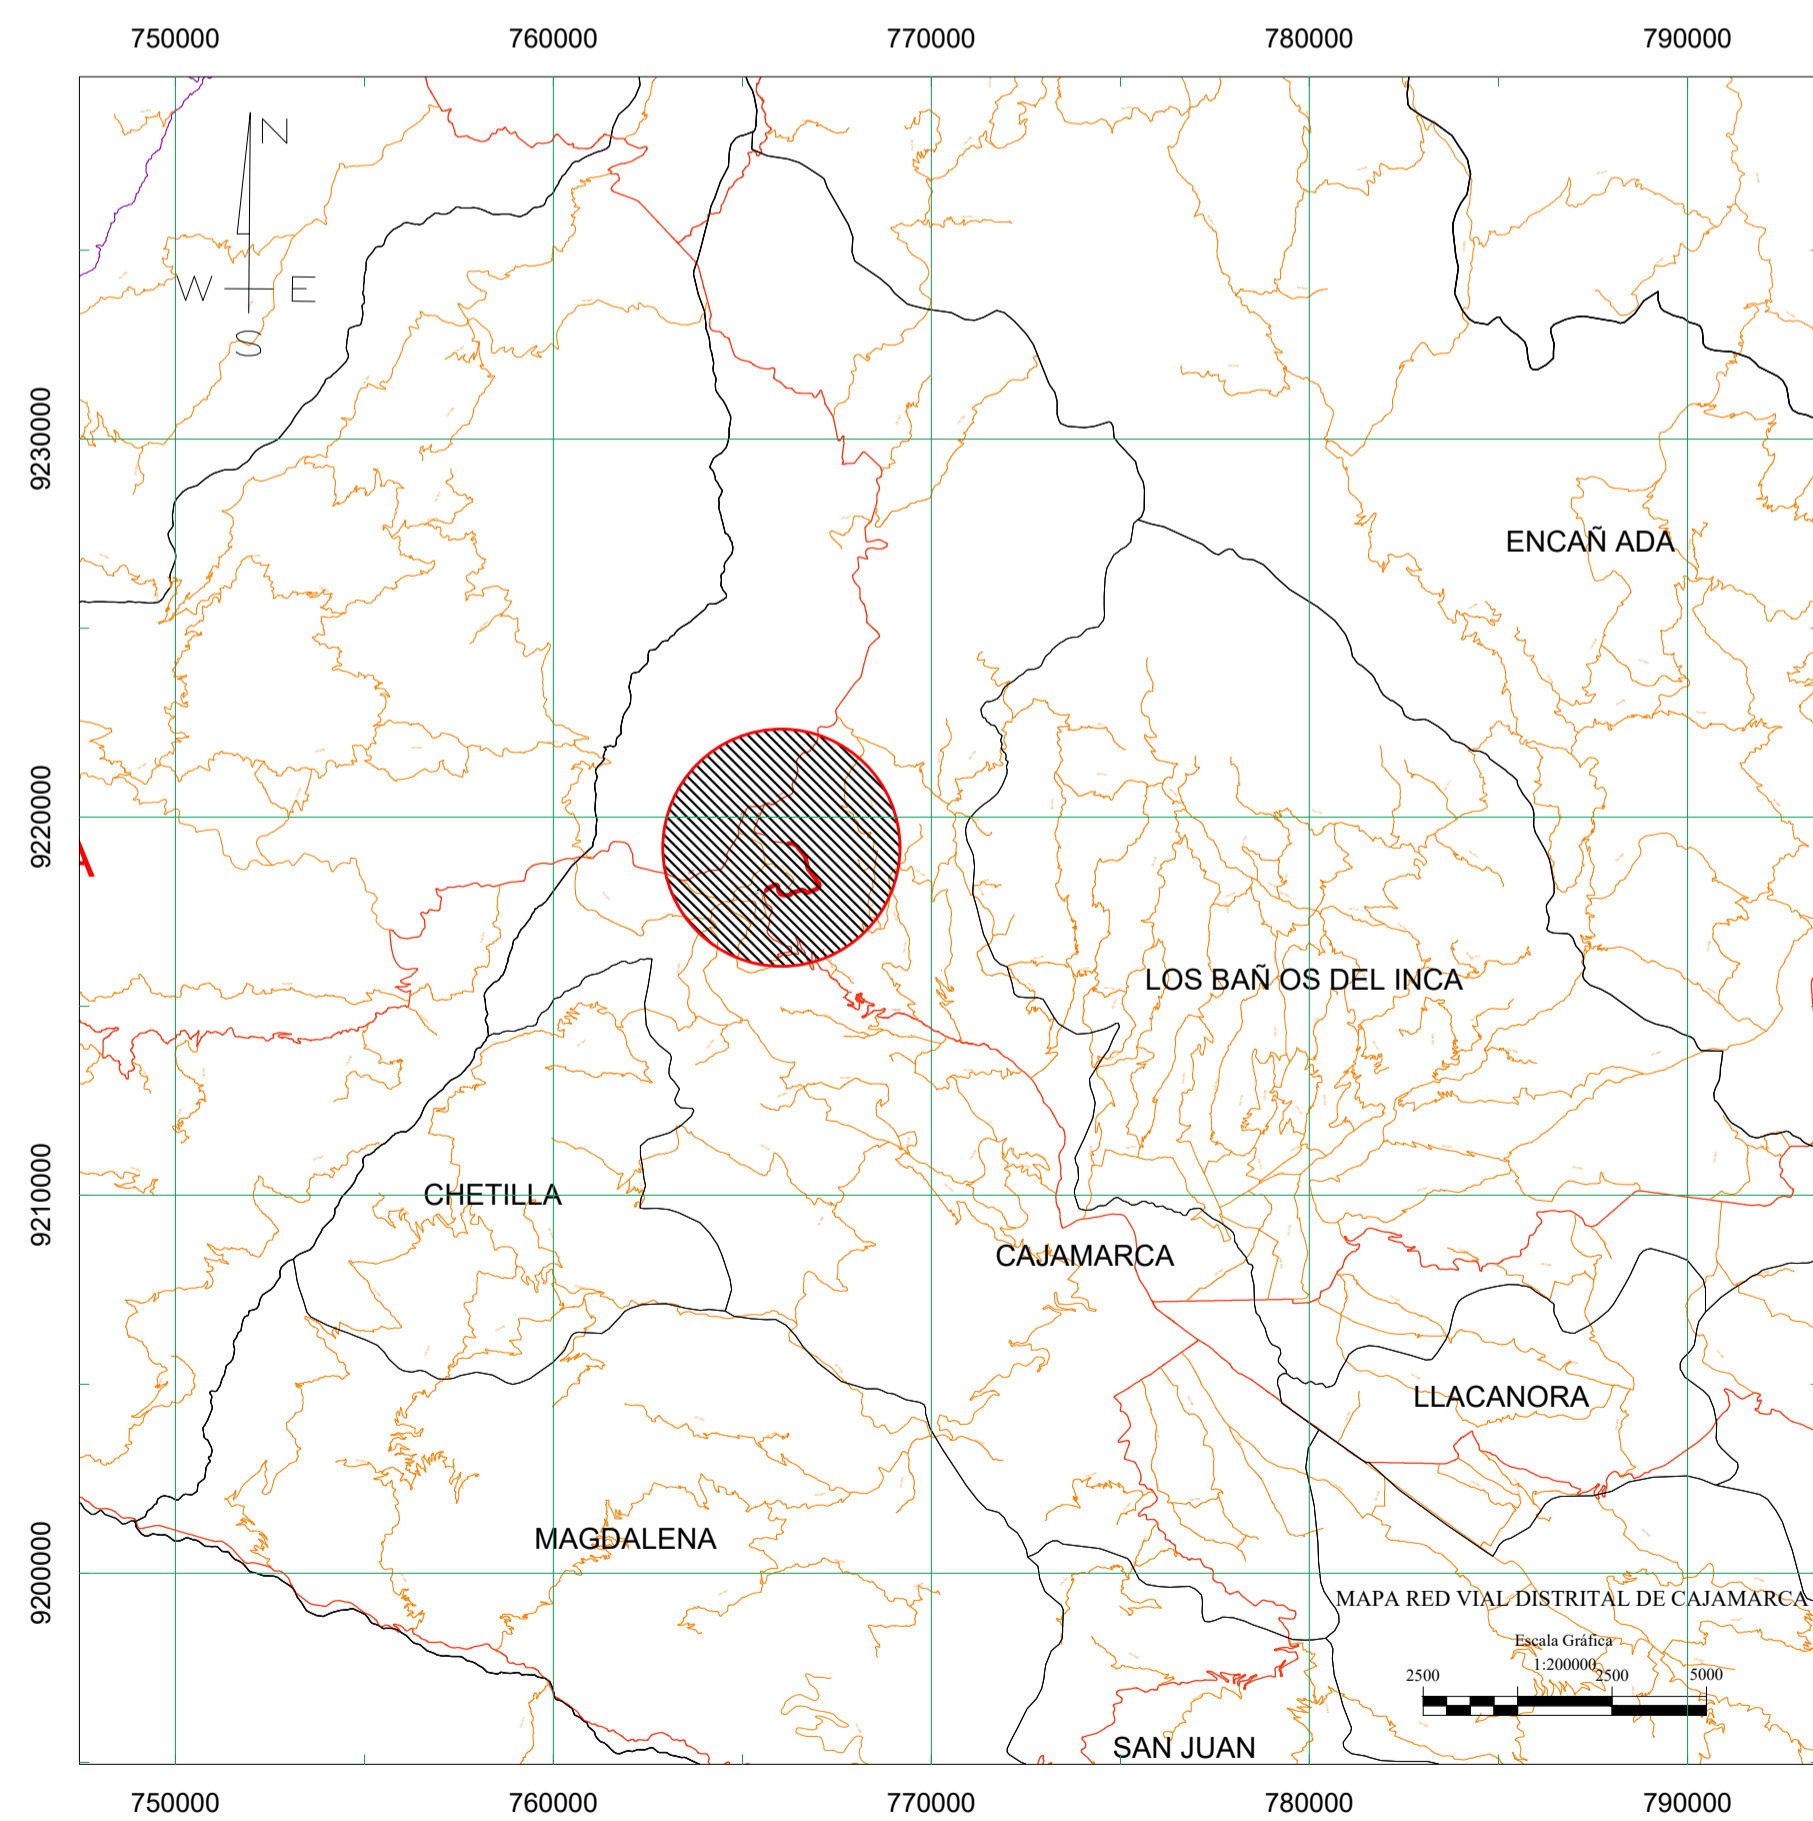 750000 760000 770000 780000 790000
N
W E
S
9230000
ENCAÑ ADA
9220000
A
LOS BAÑ OS DEL INCA
9210000
CHETILLA
CAJAMARCA
LLACANORA
MAGDALENA
9200000
MAPA RED VIAL DISTRITAL DE CAJAMARCA
Escala Gráfica
1:200000
2500 2500 5000
SAN JUAN
750000 760000 770000 780000 790000